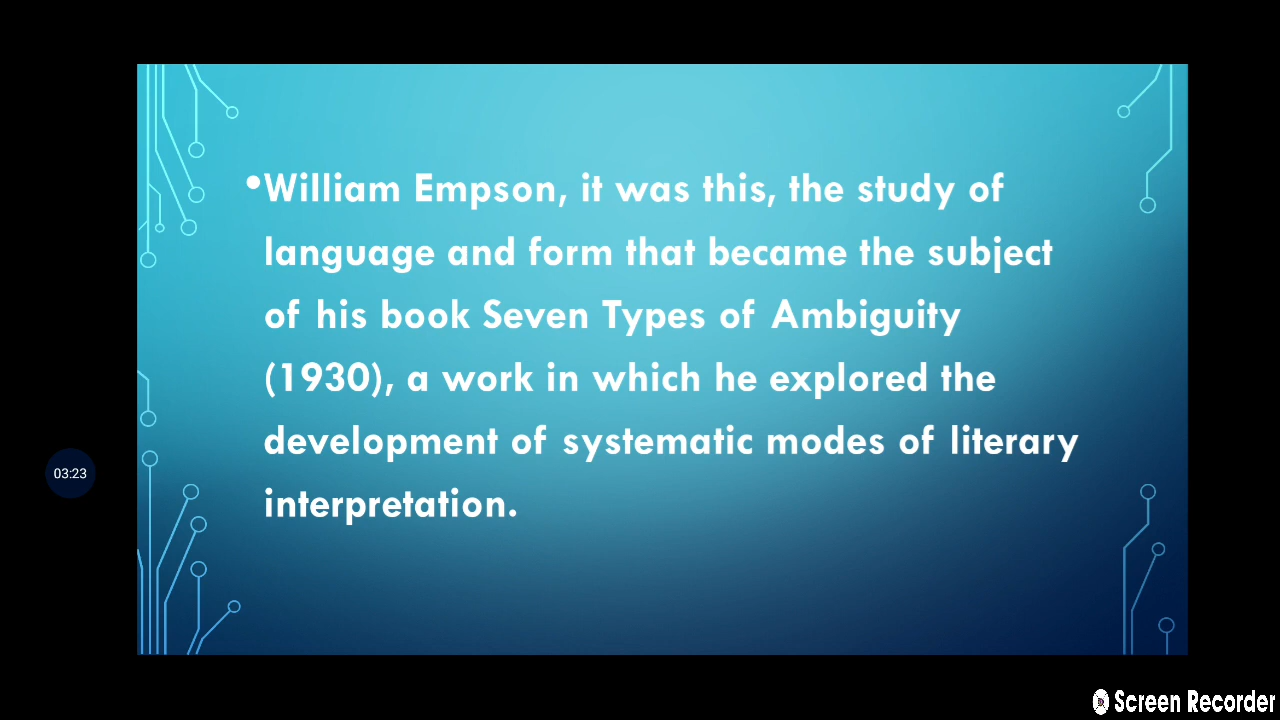 •William Empson, it was this, the study of
language and form that became the subject
of his book Seven Types of Ambiguity
(1930), a work in which he explored the
development of systematic modes of literary
interpretation.
03:23
Screen Recorder